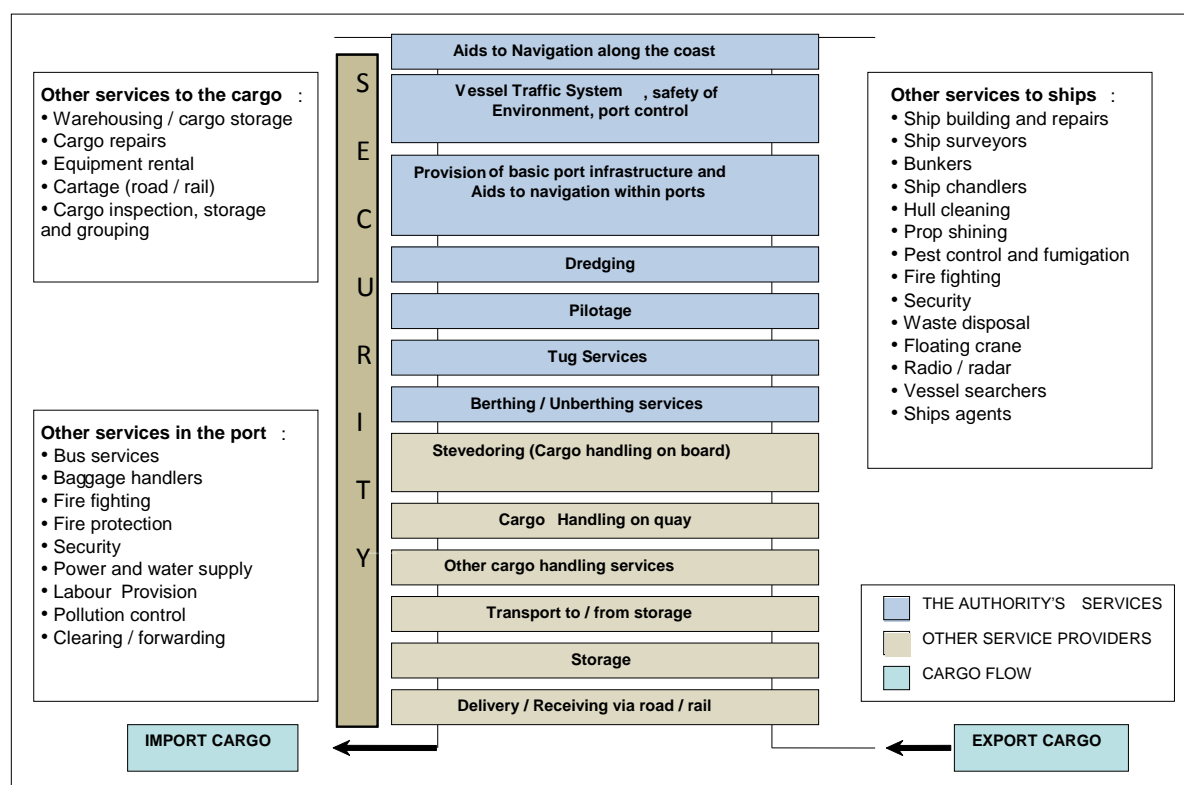 Other services to the cargo :
• Warehousing / cargo storage
• Cargo repairs
• Equipment rental
• Cartage (road / rail)
• Cargo inspection, storage
and grouping
Other services in the port :
• Bus services
• Baggage handlers
• Fire fighting
• Fire protection
• Security
• Power and water supply
• Labour Provision
• Pollution control
• Clearing / forwarding
S
E
C
U
R
I
T
Y
Aids to Navigation along the coast
Vessel Traffic System , safety of
Environment, port control
Provision of basic port infrastructure and
Aids to navigation within ports
Dredging
Pilotage
Tug Services
Berthing / Unberthing services
Stevedoring (Cargo handling on board)
Cargo Handling on quay
Other cargo handling services
Transport to / from storage
Storage
Delivery / Receiving via road / rail
Other services to ships :
• Ship building and repairs
• Ship surveyors
• Bunkers
• Ship chandlers
• Hull cleaning
• Prop shining
• Pest control and fumigation
• Fire fighting
• Security
• Waste disposal
• Floating crane
• Radio / radar
• Vessel searchers
• Ships agents
THE AUTHORITY'S SERVICES
OTHER SERVICE PROVIDERS
CARGO FLOW
IMPORT CARGO
EXPORT CARGO